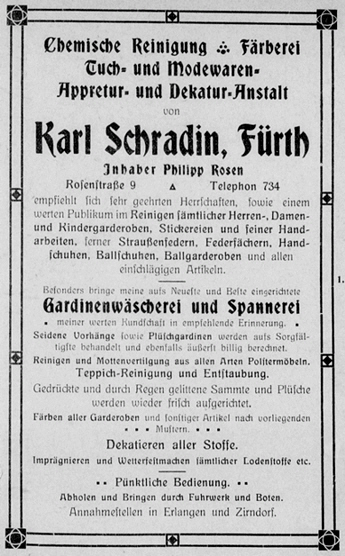 Chemische Reinigung ⁂ Färberei
Tuch- und Modewaren-
Appretur- und Dekatur-Anstalt
von
Karl Schradin, Fürth
Inhaber Philipp Rosen
Rosenstraße 9 ▲ Telephon 734
empfiehlt sich sehr geehrten Herrschaften, sowie einem
werten Publikum im Reinigen sämtlicher Herren-, Damen-
und Kindergarderoben, Stickereien und feiner Hand-
arbeiten, ferner Straußenfedern, Federfächern, Hand-
schuhen, Ballschuhen, Ballgarderoben und allen
einschlägigen Artikeln.
Besonders bringe meine aufs Neueste und Beste eingerichtete
Gardinenwäscherei und Spannerei
• meiner werten Kundschaft in empfehlende Erinnerung. •
Seidene Vorhänge sowie Plüschgardinen werden aufs Sorgfäl-
tigste behandelt und ebenfalls äußerst billig berechnet.
Reinigen und Mottenvertilgung aus allen Arten Polstermöbeln.
Teppich-Reinigung und Entstaubung.
Gedrückte und durch Regen gelittene Sammte und Plüsche
werden wieder frisch aufgerichtet.
Färben aller Garderoben und sonstiger Artikel nach vorliegenden
• • • Mustern. • • •
Dekatieren aller Stoffe.
Imprägnieren und Wetterfestmachen sämtlicher Lodenstoffe etc.
•• Pünktliche Bedienung. ••
Abholen und Bringen durch Fuhrwerk und Boten.
Annahmestellen in Erlangen und Zirndorf.
1.